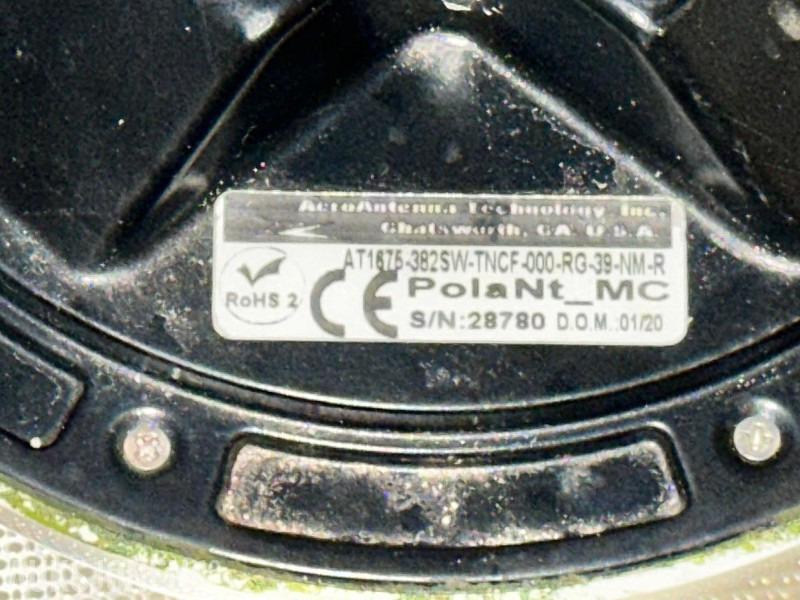 AeroAntenna Technology, Inc.
Chatsworth, CA U.S.A.
AT1675-382SW-TNCF-000-RG-39-NM-R
RoHS 2
CE PolaNt_MC
S/N:28780 D.O.M.:01/20